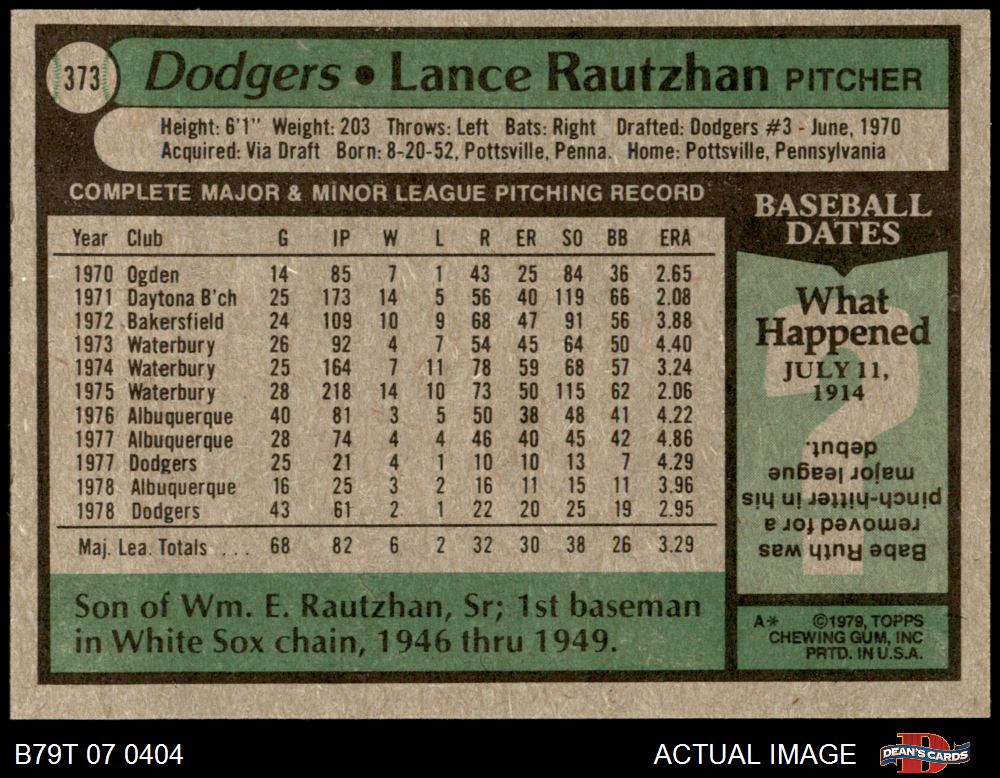 373
Dodgers • Lance Rautzhan PITCHER
Height: 6'1" Weight: 203 Throws: Left Bats: Right Drafted: Dodgers #3 - June, 1970
Acquired: Via Draft Born: 8-20-52, Pottsville, Penna. Home: Pottsville, Pennsylvania
COMPLETE MAJOR & MINOR LEAGUE PITCHING RECORD
Year Club G IP W L R ER SO BB ERA
1970 Ogden 14 85 7 1 43 25 84 36 2.65
1971 Daytona B'ch 25 173 14 5 56 40 119 66 2.08
1972 Bakersfield 24 109 10 9 68 47 91 56 3.88
1973 Waterbury 26 92 4 7 54 45 64 50 4.40
1974 Waterbury 25 164 7 11 78 59 68 57 3.24
1975 Waterbury 28 218 14 10 73 50 115 62 2.06
1976 Albuquerque 40 81 3 5 50 38 48 41 4.22
1977 Albuquerque 28 74 4 4 46 40 45 42 4.86
1977 Dodgers 25 21 4 1 10 10 13 7 4.29
1978 Albuquerque 16 25 3 2 16 11 15 11 3.96
1978 Dodgers 43 61 2 1 22 20 25 19 2.95
Maj. Lea. Totals ... 68 82 6 2 32 30 38 26 3.29
Son of Wm. E. Rautzhan, Sr; 1st baseman
in White Sox chain, 1946 thru 1949.
BASEBALL
DATES
What
Happened
JULY 11,
1914
?
Babe Ruth was
removed for a
pinch-hitter in his
major league
debut.
A* ©1979, TOPPS
CHEWING GUM, INC
PRTD. IN U.S.A.
B79T 07 0404 ACTUAL IMAGE
D
DEAN'S CARDS